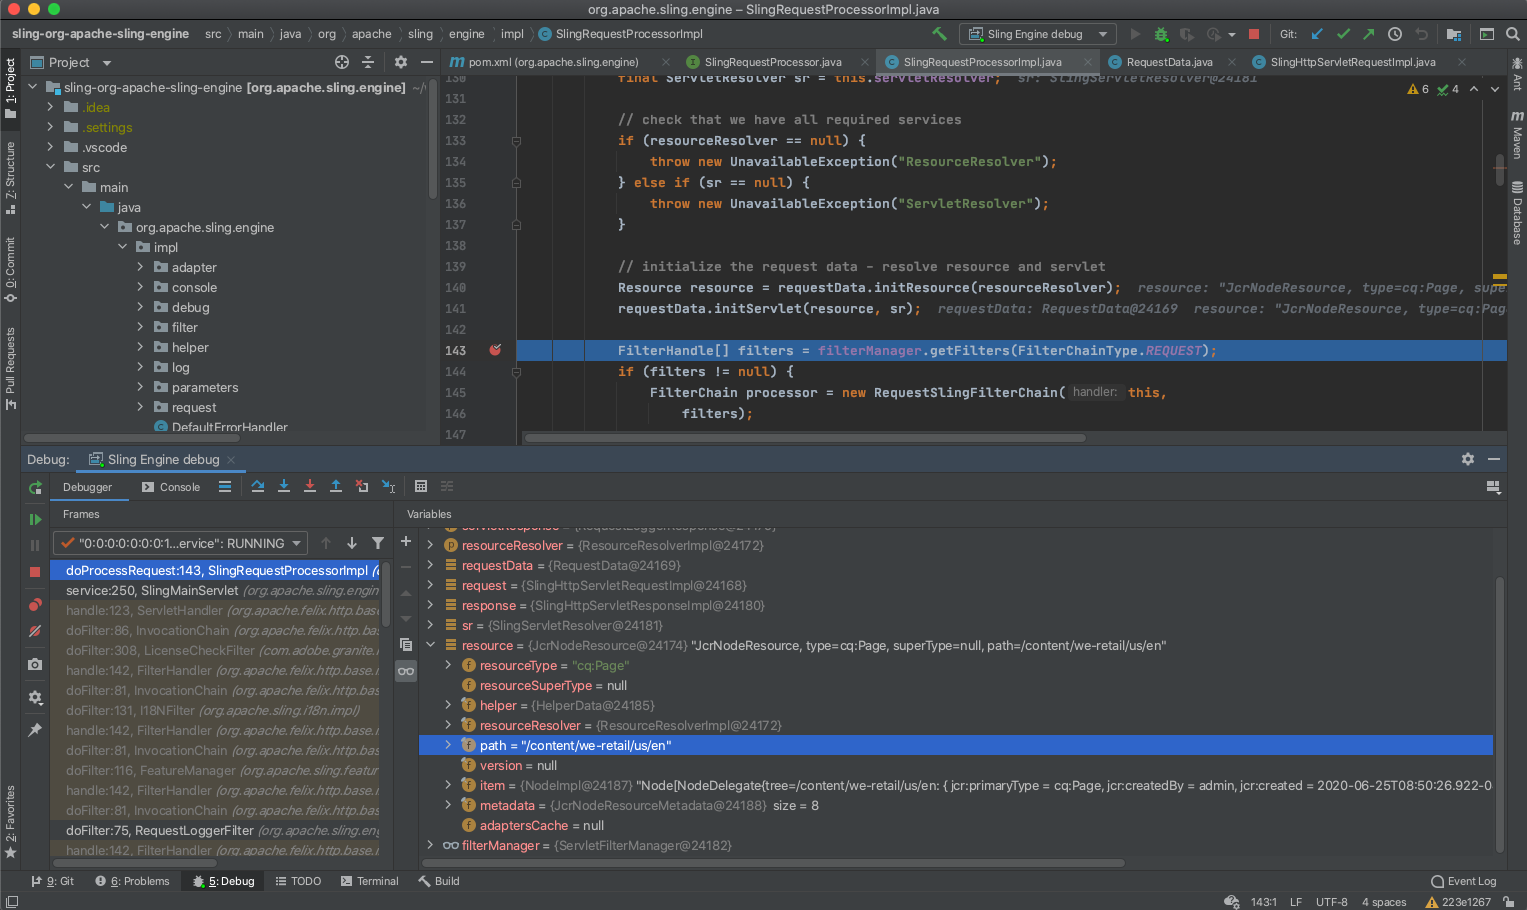 org.apache.sling.engine – SlingRequestProcessorImpl.java
sling-org-apache-sling-engine src main java org apache sling engine impl SlingRequestProcessorImpl
Sling Engine debug
Git:
1: Project
Z: Structure
0: Commit
Pull Requests
2: Favorites
Project
sling-org-apache-sling-engine [org.apache.sling.engine] ~/
.idea
.settings
.vscode
src
main
java
org.apache.sling.engine
impl
adapter
console
debug
filter
helper
log
parameters
request
DefaultErrorHandler
pom.xml (org.apache.sling.engine)
SlingRequestProcessor.java
SlingRequestProcessorImpl.java
RequestData.java
SlingHttpServletRequestImpl.java
6 4
130 final ServletResolver sr = this.servletResolver; sr: SlingServletResolver@24181
131
132 // check that we have all required services
133 if (resourceResolver == null) {
134 throw new UnavailableException("ResourceResolver");
135 } else if (sr == null) {
136 throw new UnavailableException("ServletResolver");
137 }
138
139 // initialize the request data – resolve resource and servlet
140 Resource resource = requestData.initResource(resourceResolver); resource: "JcrNodeResource, type=cq:Page, supe
141 requestData.initServlet(resource, sr); requestData: RequestData@24169 resource: "JcrNodeResource, type=cq:Pag
142
143 FilterHandle[] filters = filterManager.getFilters(FilterChainType.REQUEST);
144 if (filters != null) {
145 FilterChain processor = new RequestSlingFilterChain( handler: this,
146 filters);
147
Ant
Maven
Database
Debug: Sling Engine debug
Debugger Console
Frames
"0:0:0:0:0:0:0:1...ervice": RUNNING
doProcessRequest:143, SlingRequestProcessorImpl (o
service:250, SlingMainServlet (org.apache.sling.engin
handle:123, ServletHandler (org.apache.felix.http.base
doFilter:86, InvocationChain (org.apache.felix.http.bas
doFilter:308, LicenseCheckFilter (com.adobe.granite.l
handle:142, FilterHandler (org.apache.felix.http.base.i
doFilter:81, InvocationChain (org.apache.felix.http.bas
doFilter:131, I18NFilter (org.apache.sling.i18n.impl)
handle:142, FilterHandler (org.apache.felix.http.base.i
doFilter:81, InvocationChain (org.apache.felix.http.bas
doFilter:116, FeatureManager (org.apache.sling.featur
handle:142, FilterHandler (org.apache.felix.http.base.i
doFilter:81, InvocationChain (org.apache.felix.http.bas
doFilter:75, RequestLoggerFilter (org.apache.sling.eng
handle:142, FilterHandler (org.apache.felix.http.base.i
Variables
servletResponse = {RequestLoggerResponse@24173}
resourceResolver = {ResourceResolverImpl@24172}
requestData = {RequestData@24169}
request = {SlingHttpServletRequestImpl@24168}
response = {SlingHttpServletResponseImpl@24180}
sr = {SlingServletResolver@24181}
resource = {JcrNodeResource@24174} "JcrNodeResource, type=cq:Page, superType=null, path=/content/we-retail/us/en"
resourceType = "cq:Page"
resourceSuperType = null
helper = {HelperData@24185}
resourceResolver = {ResourceResolverImpl@24172}
path = "/content/we-retail/us/en"
version = null
item = {NodeImpl@24187} "Node[NodeDelegate{tree=/content/we-retail/us/en: { jcr:primaryType = cq:Page, jcr:createdBy = admin, jcr:created = 2020-06-25T08:50:26.922-0
metadata = {JcrNodeResourceMetadata@24188} size = 8
adaptersCache = null
filterManager = {ServletFilterManager@24182}
9: Git 6: Problems 5: Debug TODO Terminal Build Event Log
143:1 LF UTF-8 4 spaces 223e1267